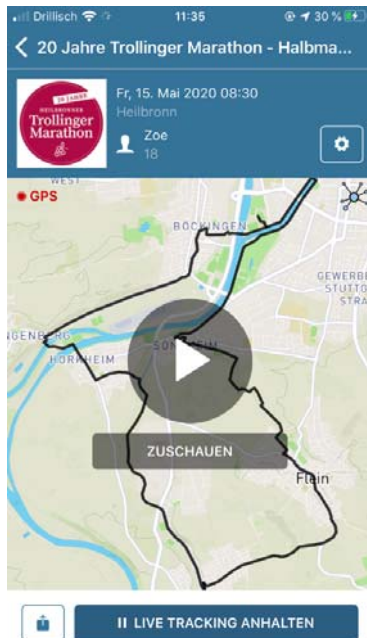 Drillisch 11:35 30 %
20 Jahre Trollinger Marathon - Halbma...
20 JAHRE
HEILBRONNER
Trollinger
Marathon
Fr, 15. Mai 2020 08:30
Heilbronn
Zoe
18
WEST
GPS
BÖCKINGEN
GEWERBE
STUTTG
STRA
NGENBERG
HORKHEIM
SONTHEIM
ZUSCHAUEN
Flein
LIVE TRACKING ANHALTEN